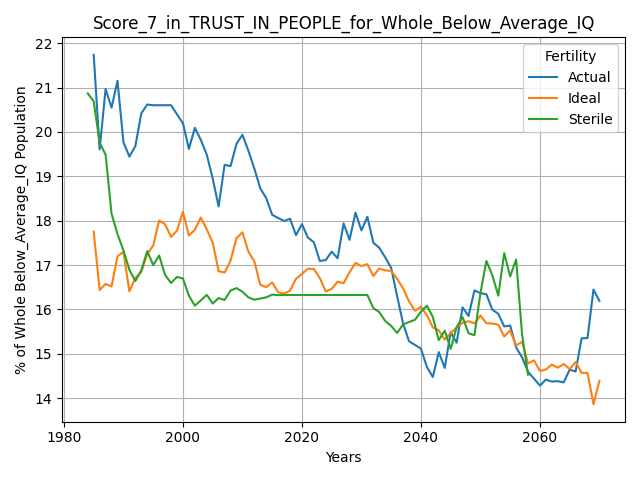 Score_7_in_TRUST_IN_PEOPLE_for_Whole_Below_Average_IQ
% of Whole Below_Average_IQ Population
22
21
20
19
18
17
16
15
14
Fertility
Actual
Ideal
Sterile
1980 2000 2020 2040 2060
Years